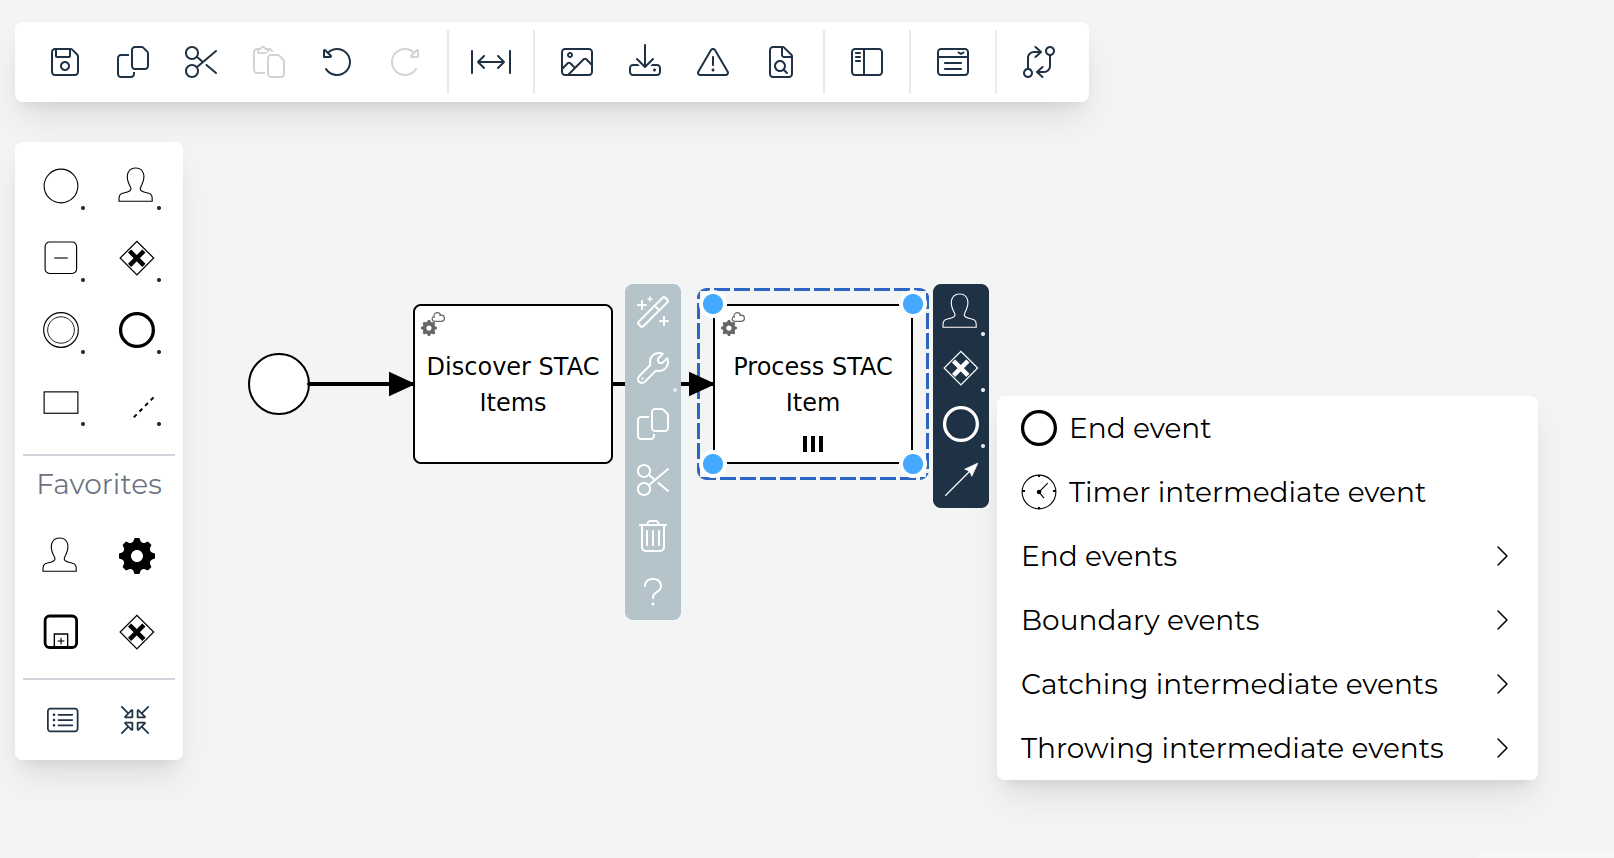 Discover STAC
Items
Process STAC
Item
Favorites
End event
Timer intermediate event
End events
Boundary events
Catching intermediate events
Throwing intermediate events